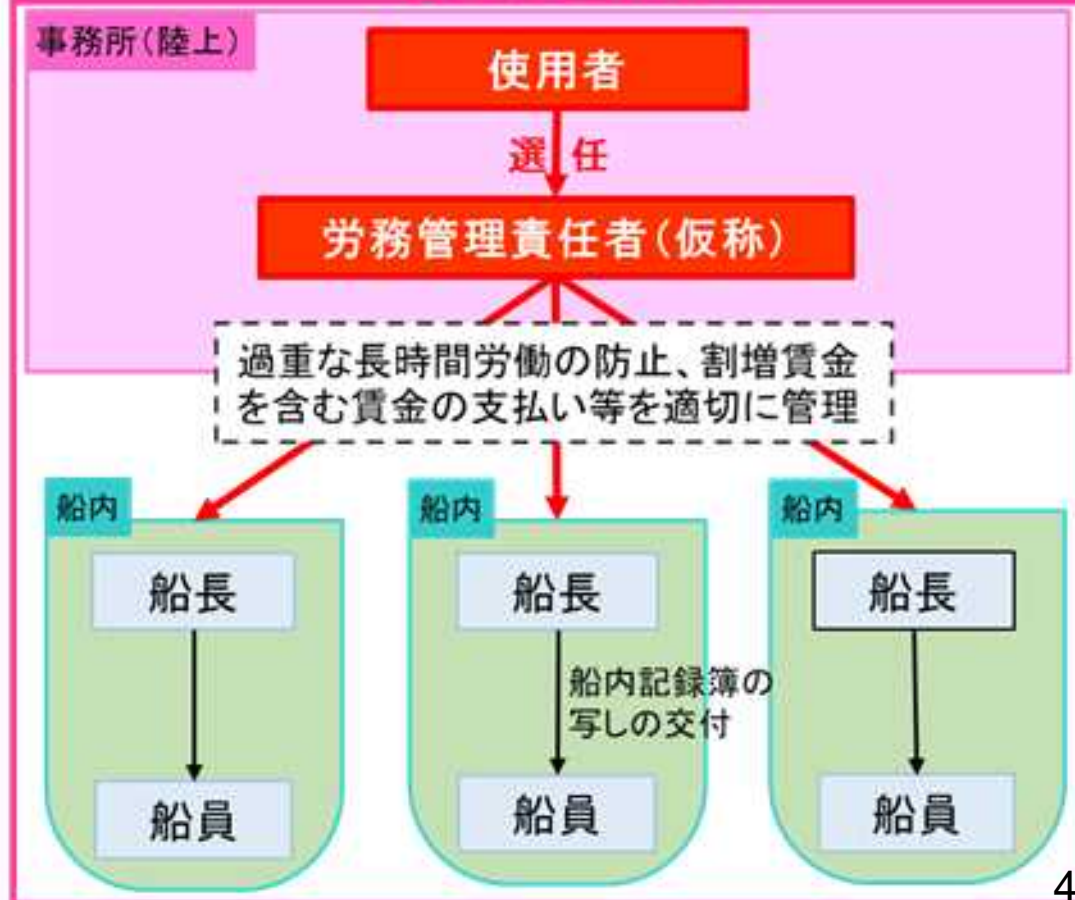 事務所(陸上)
使用者
選任
労務管理責任者(仮称)
過重な長時間労働の防止、割増賃金
を含む賃金の支払い等を適切に管理
船内
船内
船内
船長
船長
船長
船内記録簿の
写しの交付
船員
船員
船員
4